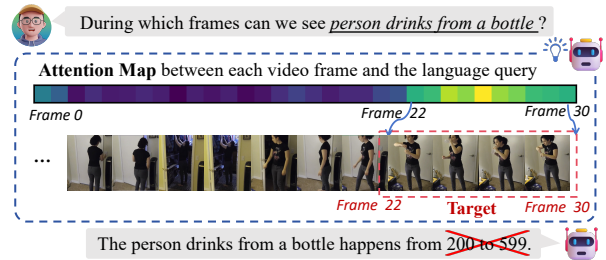 During which frames can we see person drinks from a bottle ?
Attention Map between each video frame and the language query
Frame 0
Frame 22
Frame 30
...
Frame 22
Target
Frame 30
The person drinks from a bottle happens from 200 to 599.